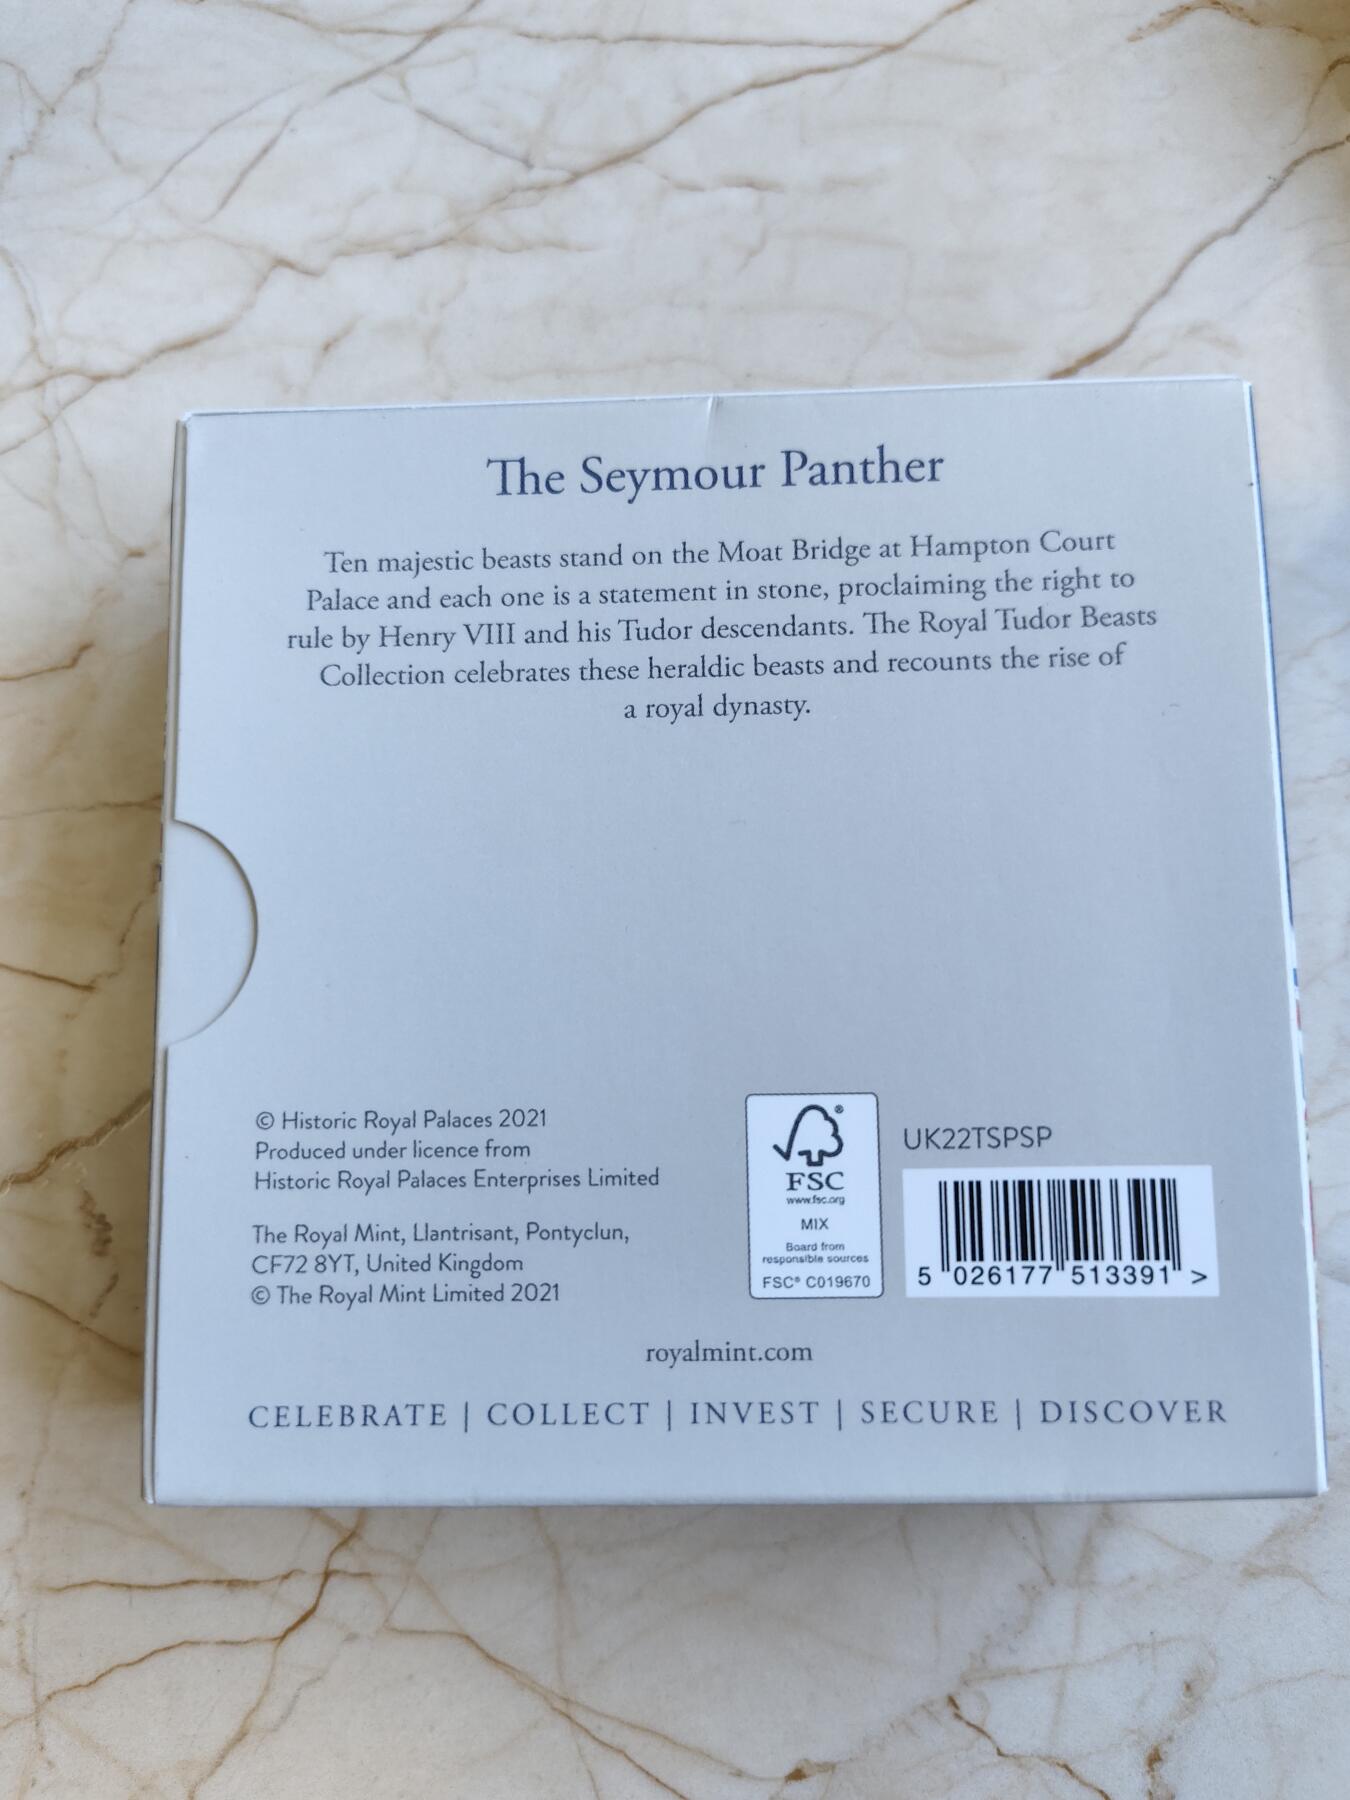 The Seymour Panther
Ten majestic beasts stand on the Moat Bridge at Hampton Court
Palace and each one is a statement in stone, proclaiming the right to
rule by Henry VIII and his Tudor descendants. The Royal Tudor Beasts
Collection celebrates these heraldic beasts and recounts the rise of
a royal dynasty.
© Historic Royal Palaces 2021
Produced under licence from
Historic Royal Palaces Enterprises Limited
The Royal Mint, Llantrisant, Pontyclun,
CF72 8YT, United Kingdom
© The Royal Mint Limited 2021
®
FSC
www.fsc.org
MIX
Board from
responsible sources
FSC® C019670
UK22TSPSP
5 026177 513391 >
royalmint.com
CELEBRATE | COLLECT | INVEST | SECURE | DISCOVER